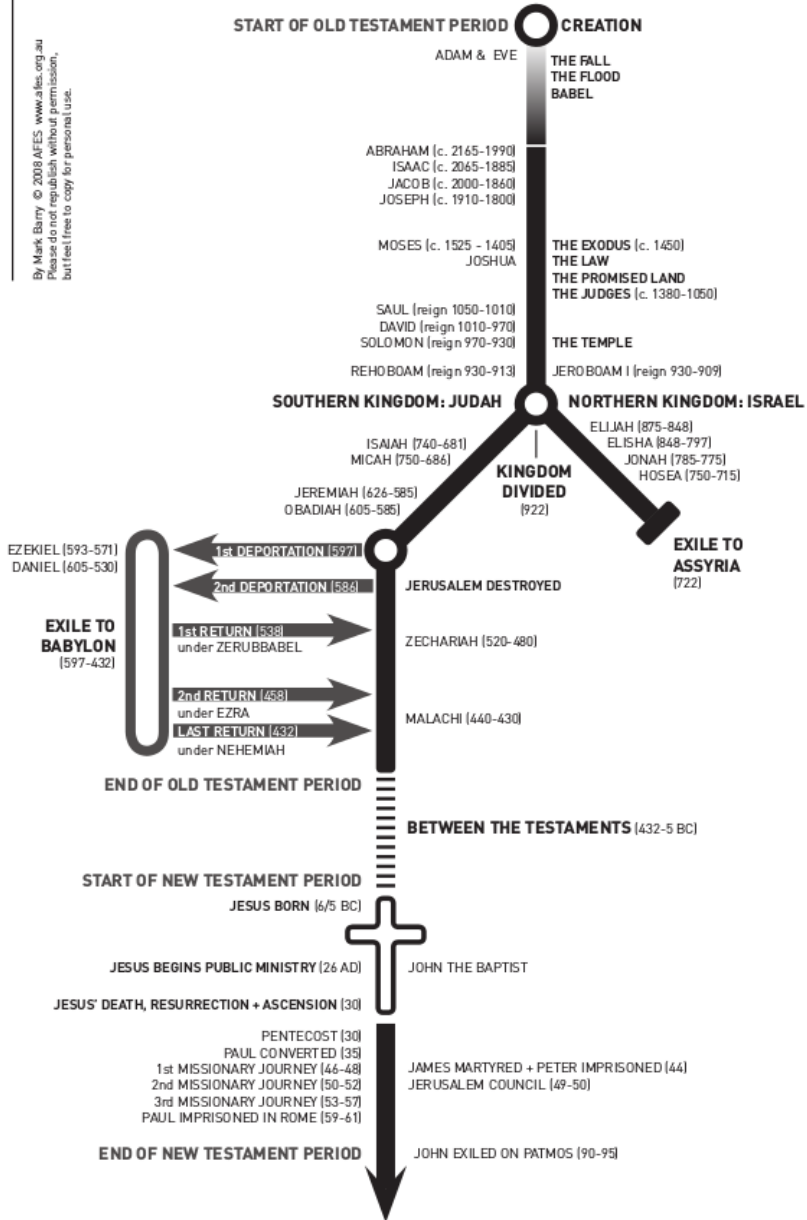 By Mark Barry © 2008 AFES www.afes.org.au
Please do not republish without permission,
but feel free to copy for personal use.
START OF OLD TESTAMENT PERIOD
CREATION
ADAM & EVE
THE FALL
THE FLOOD
BABEL
ABRAHAM (c. 2165-1990)
ISAAC (c. 2065-1885)
JACOB (c. 2000-1860)
JOSEPH (c. 1910-1800)
MOSES (c. 1525 - 1405)
JOSHUA
THE EXODUS (c. 1450)
THE LAW
THE PROMISED LAND
THE JUDGES (c. 1380-1050)
SAUL (reign 1050-1010)
DAVID (reign 1010-970)
SOLOMON (reign 970-930)
THE TEMPLE
REHOBOAM (reign 930-913)
JEROBOAM I (reign 930-909)
SOUTHERN KINGDOM: JUDAH
NORTHERN KINGDOM: ISRAEL
ISAIAH (740-681)
MICAH (750-686)
ELIJAH (875-848)
ELISHA (848-797)
JONAH (785-775)
HOSEA (750-715)
KINGDOM
DIVIDED
(922)
JEREMIAH (626-585)
OBADIAH (605-585)
EXILE TO
ASSYRIA
(722)
EZEKIEL (593-571)
DANIEL (605-530)
1st DEPORTATION (597)
2nd DEPORTATION (586)
JERUSALEM DESTROYED
EXILE TO
BABYLON
(597-432)
1st RETURN (538)
under ZERUBBABEL
ZECHARIAH (520-480)
2nd RETURN (458)
under EZRA
LAST RETURN (432)
under NEHEMIAH
MALACHI (440-430)
END OF OLD TESTAMENT PERIOD
BETWEEN THE TESTAMENTS (432-5 BC)
START OF NEW TESTAMENT PERIOD
JESUS BORN (6/5 BC)
JESUS BEGINS PUBLIC MINISTRY (26 AD)
JOHN THE BAPTIST
JESUS' DEATH, RESURRECTION + ASCENSION (30)
PENTECOST (30)
PAUL CONVERTED (35)
1st MISSIONARY JOURNEY (46-48)
2nd MISSIONARY JOURNEY (50-52)
3rd MISSIONARY JOURNEY (53-57)
PAUL IMPRISONED IN ROME (59-61)
JAMES MARTYRED + PETER IMPRISONED (44)
JERUSALEM COUNCIL (49-50)
END OF NEW TESTAMENT PERIOD
JOHN EXILED ON PATMOS (90-95)